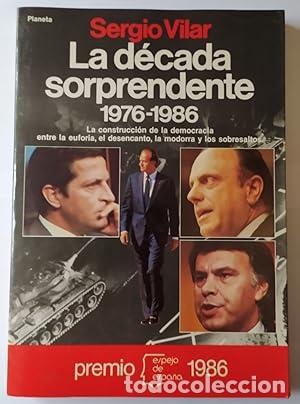 Planeta
Sergio Vilar
La década
sorprendente
1976-1986
La construcción de la democracia
entre la euforia, el desencanto, la modorra y los sobresaltos
premio espejo de españa 1986
todocoleccion